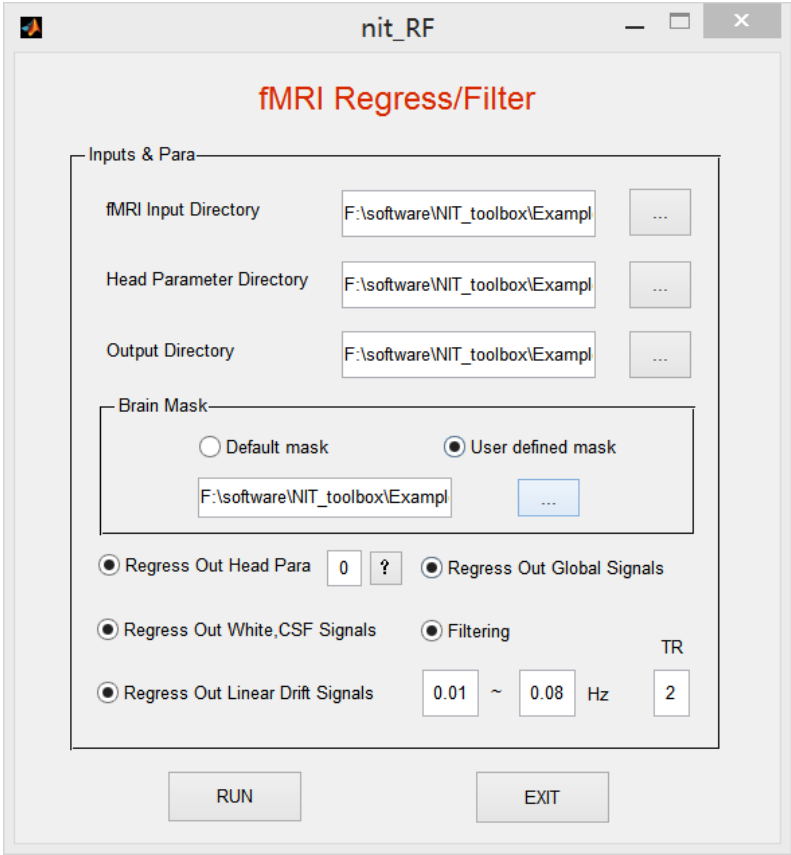 nit_RF
fMRI Regress/Filter
Inputs & Para
fMRI Input Directory F:\software\NIT_toolbox\Exampl ...
Head Parameter Directory F:\software\NIT_toolbox\Exampl ...
Output Directory F:\software\NIT_toolbox\Exampl ...
Brain Mask
Default mask User defined mask
F:\software\NIT_toolbox\Exampl ...
Regress Out Head Para 0 ? Regress Out Global Signals
Regress Out White,CSF Signals Filtering
TR
Regress Out Linear Drift Signals 0.01 ~ 0.08 Hz 2
RUN EXIT